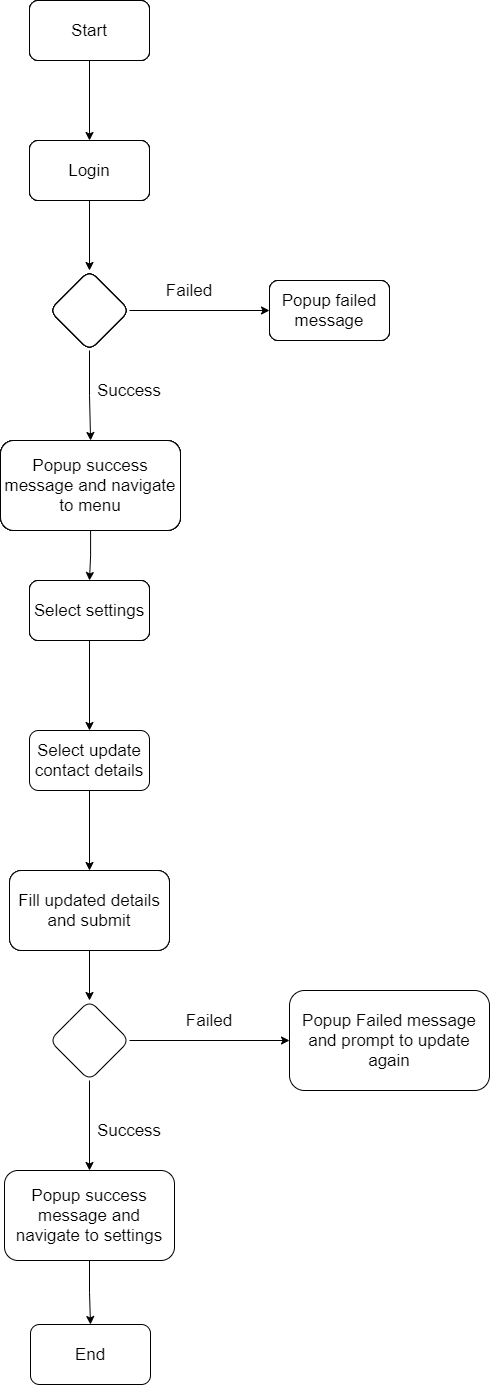 Start
Login
Failed
Popup failed
message
Success
Popup success
message and navigate
to menu
Select settings
Select update
contact details
Fill updated details
and submit
Failed
Popup Failed message
and prompt to update
again
Success
Popup success
message and
navigate to settings
End